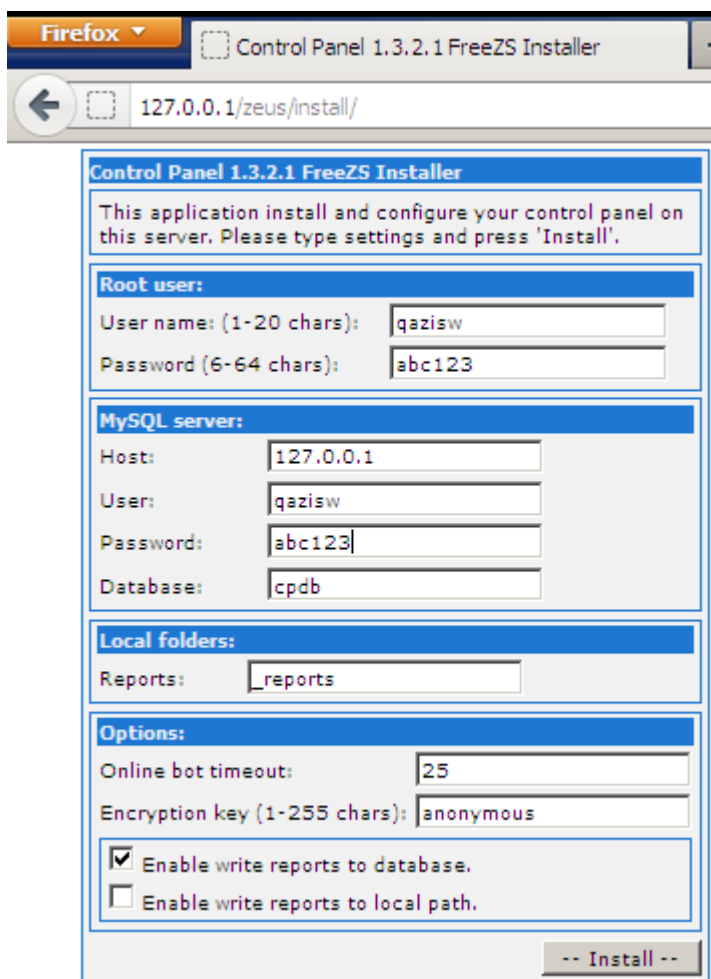 Firefox
Control Panel 1.3.2.1 FreeZS Installer
127.0.0.1/zeus/install/
Control Panel 1.3.2.1 FreeZS Installer
This application install and configure your control panel on
this server. Please type settings and press 'Install'.
Root user:
User name: (1-20 chars): qazisw
Password (6-64 chars): abc123
MySQL server:
Host: 127.0.0.1
User: qazisw
Password: abc123
Database: cpdb
Local folders:
Reports: _reports
Options:
Online bot timeout: 25
Encryption key (1-255 chars): anonymous
Enable write reports to database.
Enable write reports to local path.
-- Install --